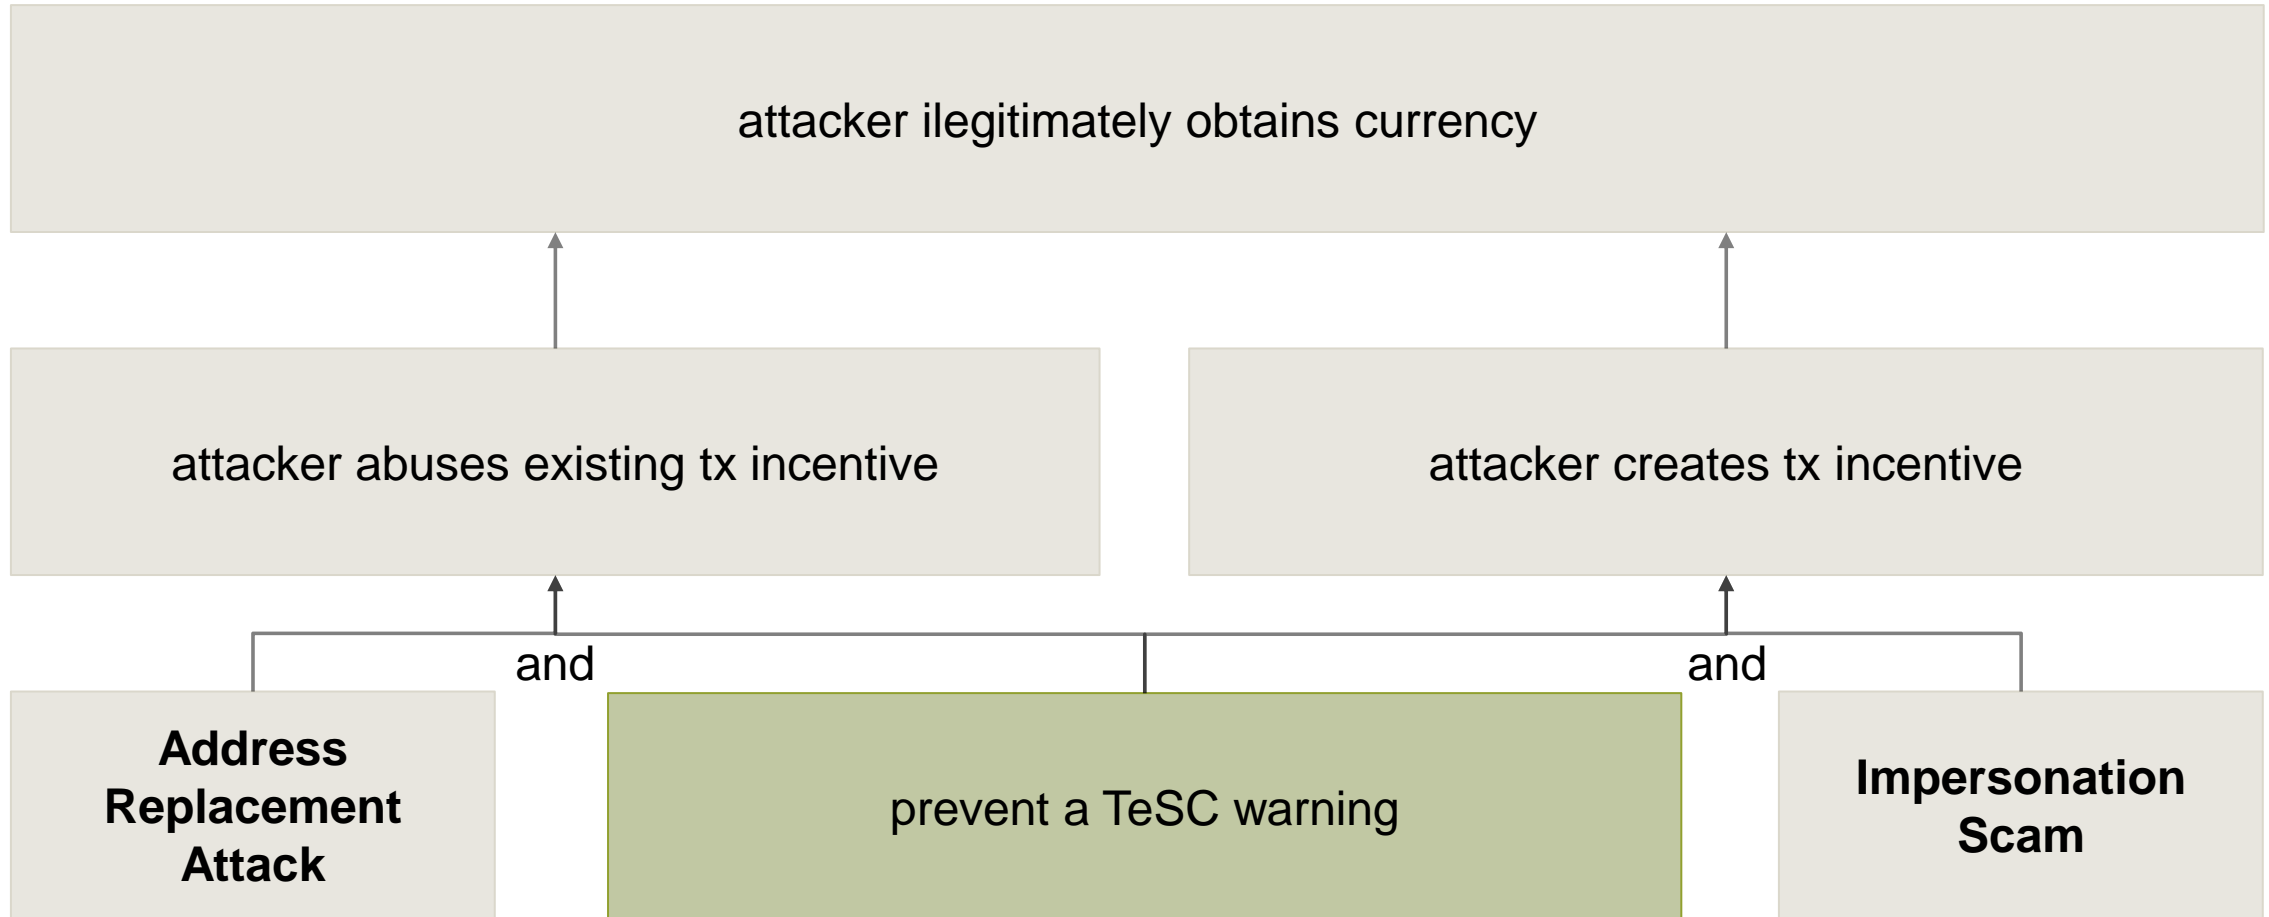 attacker ilegitimately obtains currency
attacker abuses existing tx incentive
attacker creates tx incentive
and
and
Address
Replacement
Attack
prevent a TeSC warning
Impersonation
Scam